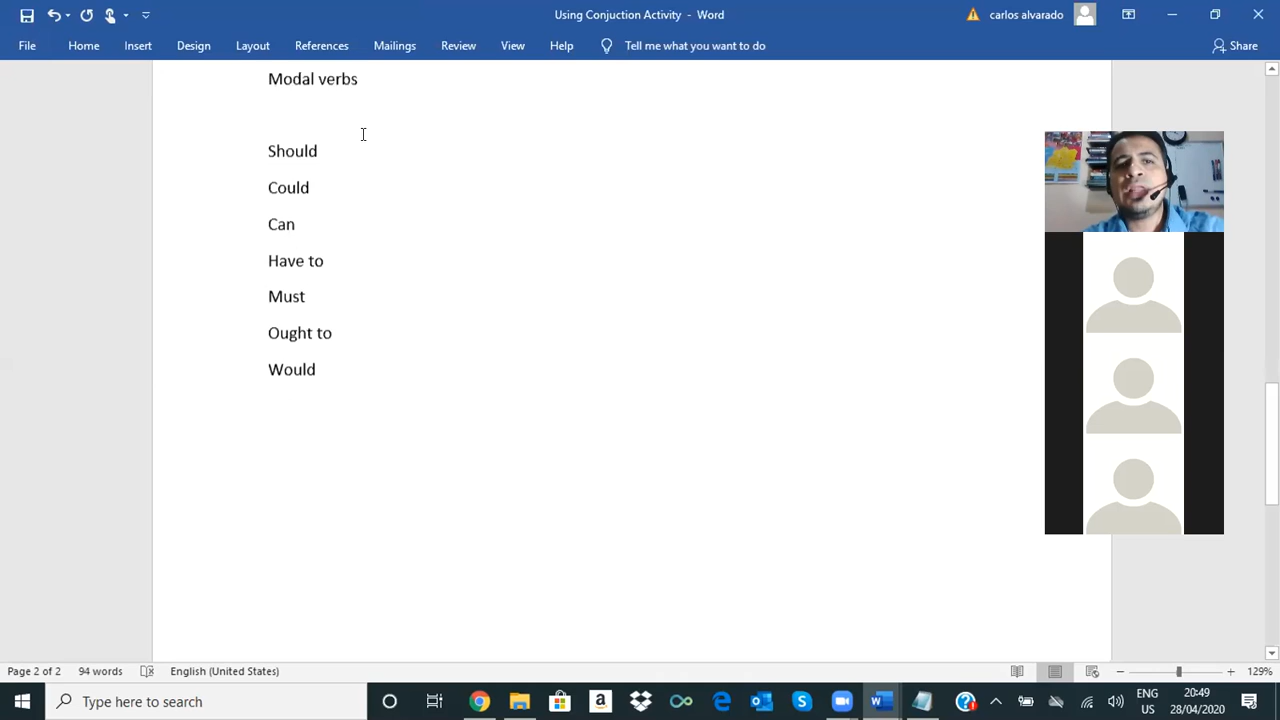 Using Conjuction Activity - Word
carlos alvarado
File Home Insert Design Layout References Mailings Review View Help Tell me what you want to do Share
Modal verbs
Should
Could
Can
Have to
Must
Ought to
Would
Page 2 of 2 94 words English (United States) 129%
Type here to search
ENG
US
20:49
28/04/2020